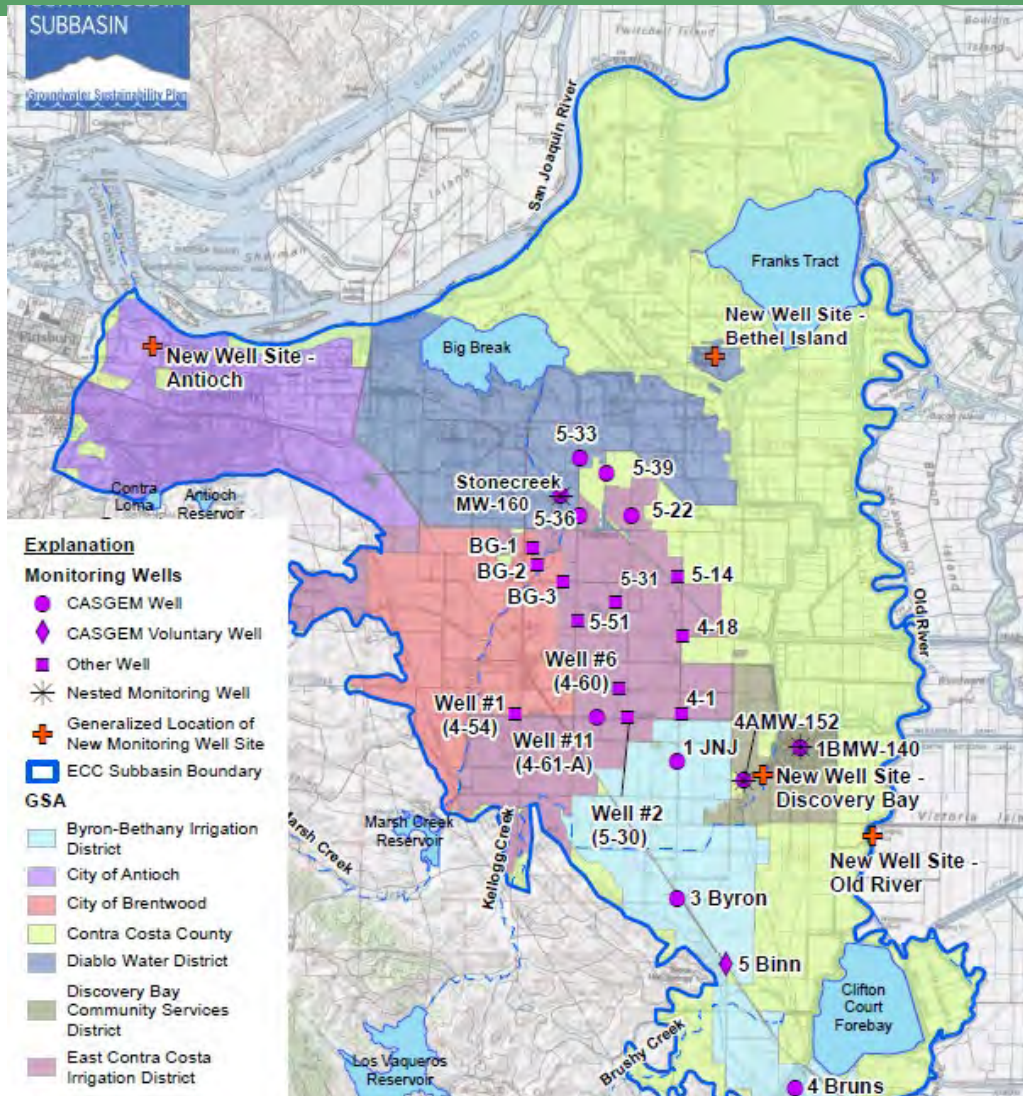 SUBBASIN
Groundwater Sustainability Plan
San Joaquin River
Franks Tract
New Well Site -
Bethel Island
Big Break
New Well Site -
Antioch
5-33
5-39
Stonecreek
MW-160
5-36
5-22
Contra
Loma
Antioch
Reservoir
BG-1
BG-2
BG-3
5-31
5-14
5-51
4-18
Old River
Well #6
(4-60)
Well #1
(4-54)
Well #11
(4-61-A)
4-1
4AMW-152
1 JNJ
1BMW-140
New Well Site -
Discovery Bay
Well #2
(5-30)
New Well Site -
Old River
Marsh Creek
Reservoir
Marsh Creek
Kellogg Creek
3 Byron
5 Binn
Clifton
Court
Forebay
Brushy Creek
Los Vaqueros
Reservoir
4 Bruns
Explanation
Monitoring Wells
CASGEM Well
CASGEM Voluntary Well
Other Well
Nested Monitoring Well
Generalized Location of
New Monitoring Well Site
ECC Subbasin Boundary
GSA
Byron-Bethany Irrigation
District
City of Antioch
City of Brentwood
Contra Costa County
Diablo Water District
Discovery Bay
Community Services
District
East Contra Costa
Irrigation District